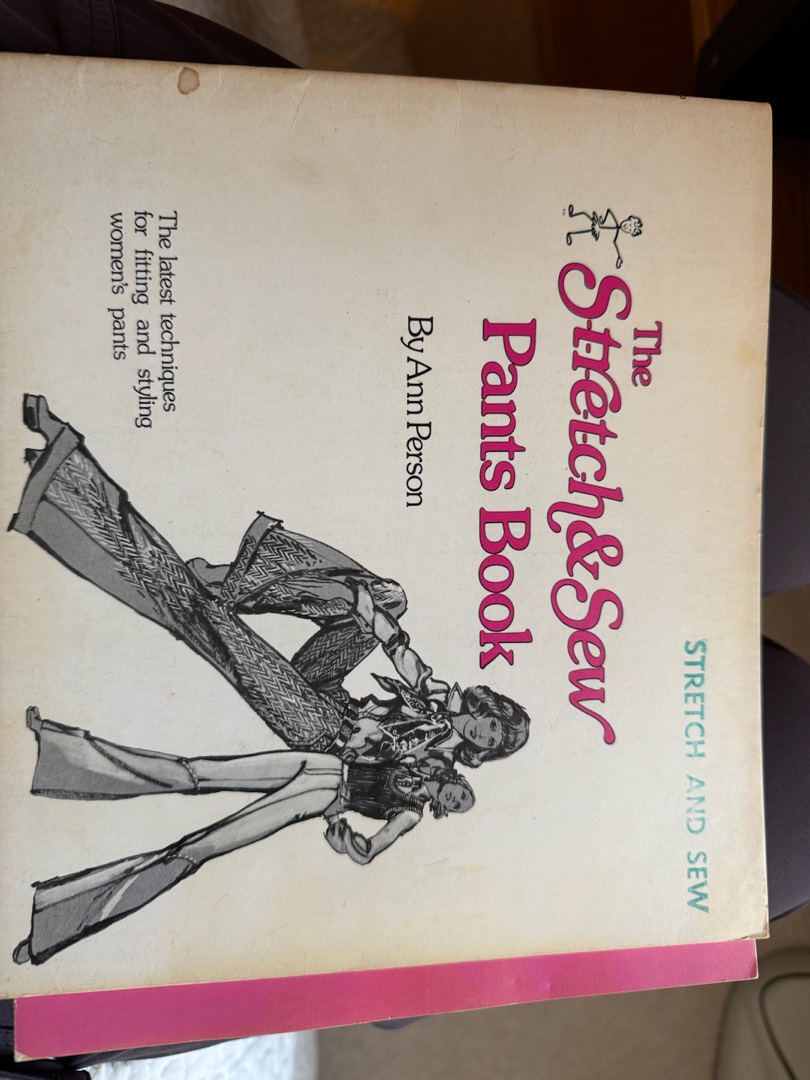 STRETCH AND SEW
The
Stretch & Sew
Pants Book
By Ann Person
The latest techniques
for fitting and styling
women's pants